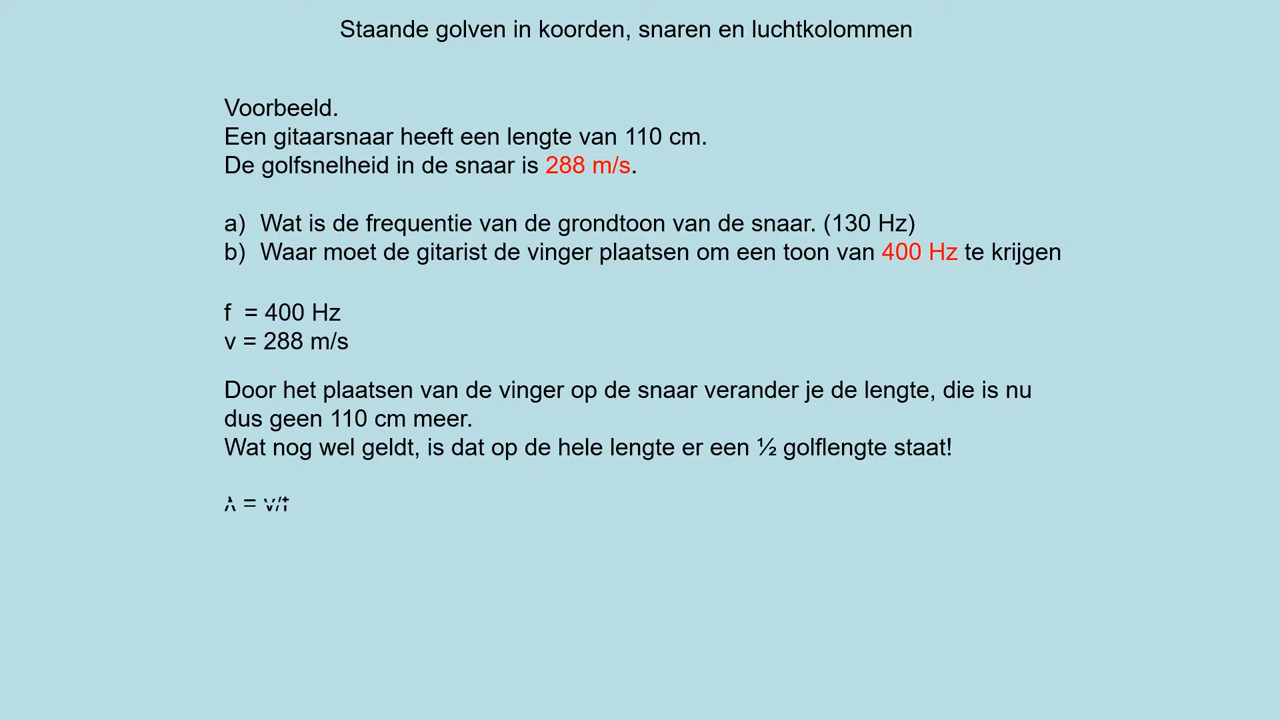 Staande golven in koorden, snaren en luchtkolommen
Voorbeeld.
Een gitaarsnaar heeft een lengte van 110 cm.
De golfsnelheid in de snaar is 288 m/s.
a) Wat is de frequentie van de grondtoon van de snaar. (130 Hz)
b) Waar moet de gitarist de vinger plaatsen om een toon van 400 Hz te krijgen
f = 400 Hz
v = 288 m/s
Door het plaatsen van de vinger op de snaar verander je de lengte, die is nu
dus geen 110 cm meer.
Wat nog wel geldt, is dat op de hele lengte er een ½ golflengte staat!
λ = v/f